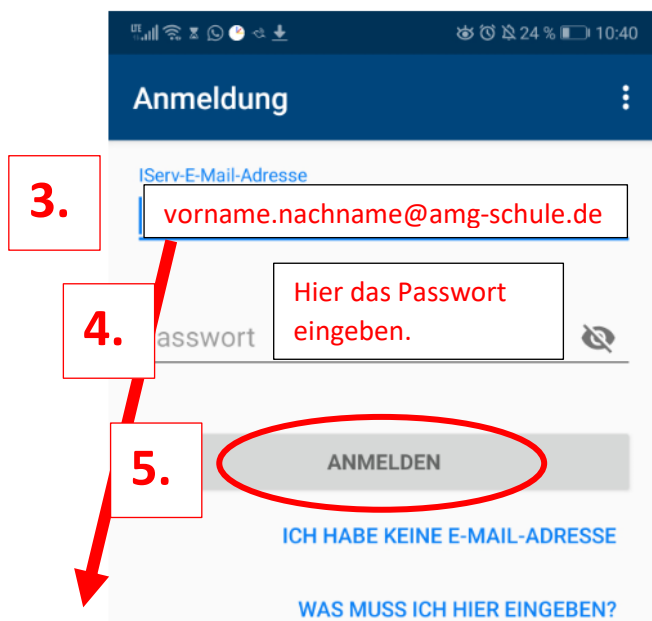 LTE 24 % 10:40
Anmeldung
IServ-E-Mail-Adresse
3.
vorname.nachname@amg-schule.de
Hier das Passwort
eingeben.
4.
asswort
5.
ANMELDEN
ICH HABE KEINE E-MAIL-ADRESSE
WAS MUSS ICH HIER EINGEBEN?